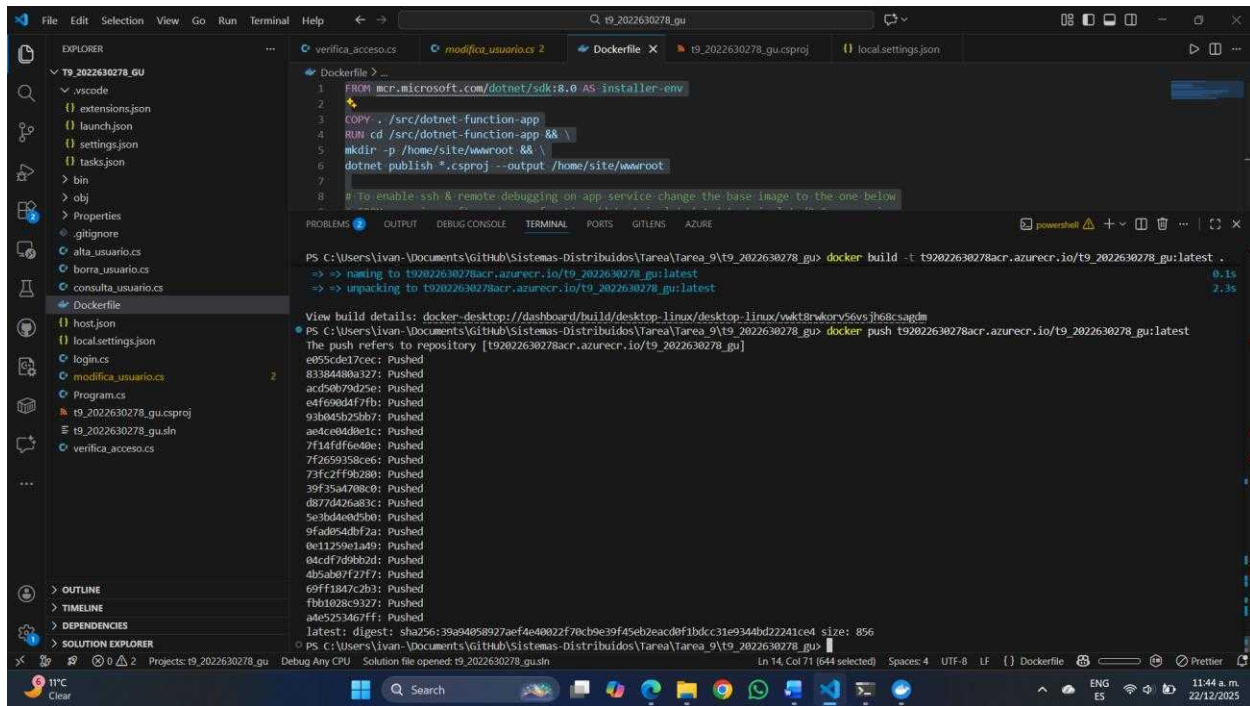 File Edit Selection View Go Run Terminal Help
t9_2022630278_gu
EXPLORER
T9_2022630278_GU
.vscode
extensions.json
launch.json
settings.json
tasks.json
bin
obj
Properties
.gitignore
alta_usuario.cs
borra_usuario.cs
consulta_usuario.cs
Dockerfile
host.json
local.settings.json
login.cs
modifica_usuario.cs 2
Program.cs
t9_2022630278_gu.csproj
t9_2022630278_gu.sln
verifica_acceso.cs
OUTLINE
TIMELINE
DEPENDENCIES
SOLUTION EXPLORER
verifica_acceso.cs modifica_usuario.cs 2 Dockerfile t9_2022630278_gu.csproj local.settings.json
Dockerfile > ...
1 FROM mcr.microsoft.com/dotnet/sdk:8.0 AS installer-env
2
3 COPY . /src/dotnet-function-app
4 RUN cd /src/dotnet-function-app && \
5 mkdir -p /home/site/wwwroot && \
6 dotnet publish *.csproj --output /home/site/wwwroot
7
8 # To enable ssh & remote debugging on app service change the base image to the one below
PROBLEMS 2 OUTPUT DEBUG CONSOLE TERMINAL PORTS GITLENS AZURE
powershell
PS C:\Users\ivan-\Documents\GitHub\Sistemas-Distribuidos\Tarea\Tarea_9\t9_2022630278_gu> docker build -t t92022630278acr.azurecr.io/t9_2022630278_gu:latest .
=> => naming to t92022630278acr.azurecr.io/t9_2022630278_gu:latest 0.1s
=> => unpacking to t92022630278acr.azurecr.io/t9_2022630278_gu:latest 2.3s
View build details: docker-desktop://dashboard/build/desktop-linux/desktop-linux/vwkt8rwkorv56vsjh68csagdm
PS C:\Users\ivan-\Documents\GitHub\Sistemas-Distribuidos\Tarea\Tarea_9\t9_2022630278_gu> docker push t92022630278acr.azurecr.io/t9_2022630278_gu:latest
The push refers to repository [t92022630278acr.azurecr.io/t9_2022630278_gu]
e055cde17cec: Pushed
83384480a327: Pushed
acd50b79d25e: Pushed
e4f690d4f7fb: Pushed
93b045b25bb7: Pushed
ae4ce04d0e1c: Pushed
7f14fdf6e40e: Pushed
7f2659358ce6: Pushed
73fc2ff9b280: Pushed
39f35a4708c0: Pushed
d877d426a83c: Pushed
5e3bd4e0d5b0: Pushed
9fad054dbf2a: Pushed
0e11259e1a49: Pushed
04cdf7d9bb2d: Pushed
4b5ab07f27f7: Pushed
69ff1847c2b3: Pushed
fbb1028c9327: Pushed
a4e5253467ff: Pushed
latest: digest: sha256:39a94058927aef4e40022f70cb9e39f45eb2eacd0f1bdcc31e9344bd22241ce4 size: 856
PS C:\Users\ivan-\Documents\GitHub\Sistemas-Distribuidos\Tarea\Tarea_9\t9_2022630278_gu>
0 2 Projects: t9_2022630278_gu Debug Any CPU Solution file opened: t9_2022630278_gu.sln Ln 14, Col 71 (644 selected) Spaces: 4 UTF-8 LF { } Dockerfile Prettier
6 11°C
Clear
Search
ENG
ES
11:44 a. m.
22/12/2025